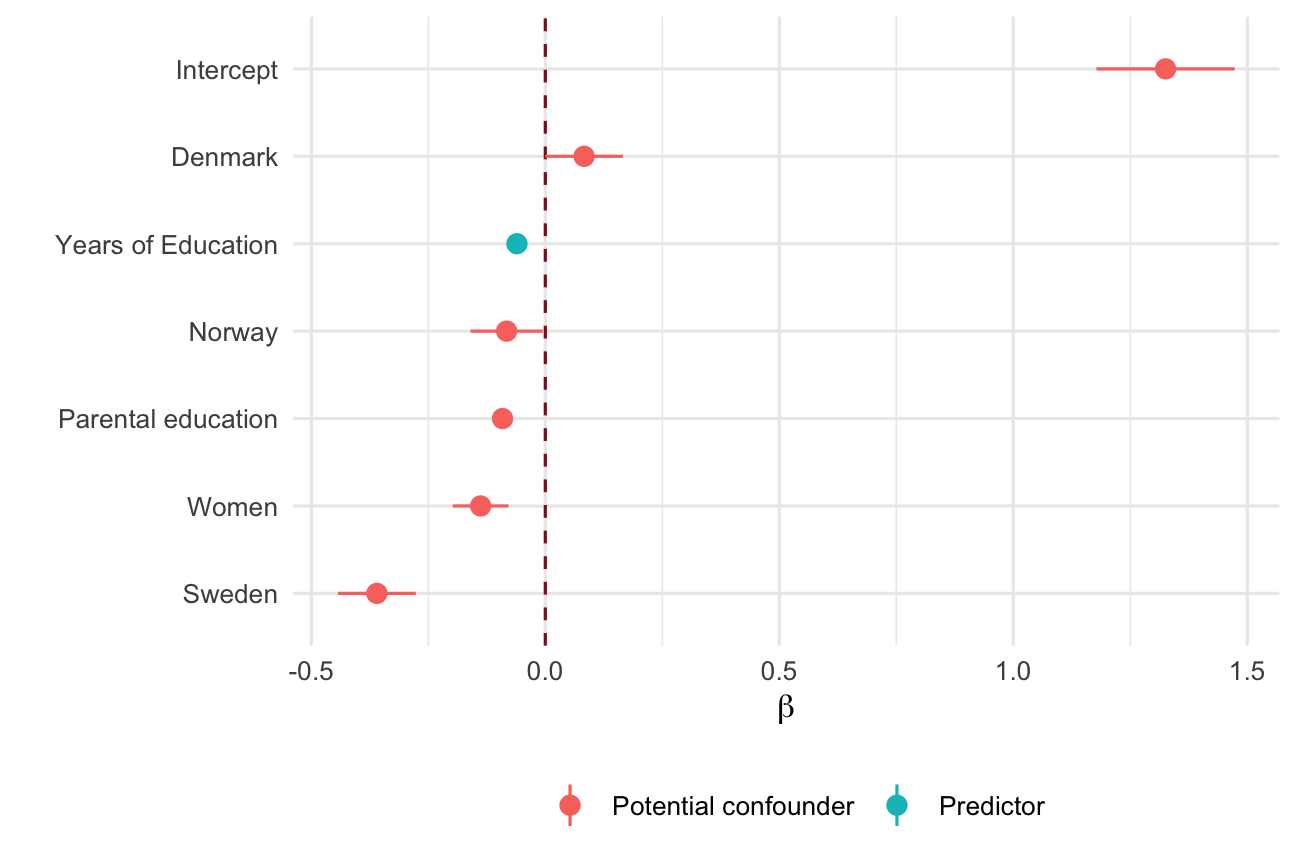 Intercept
Denmark
Years of Education
Norway
Parental education
Women
Sweden
-0.5 0.0 0.5 1.0 1.5
β
Potential confounder Predictor